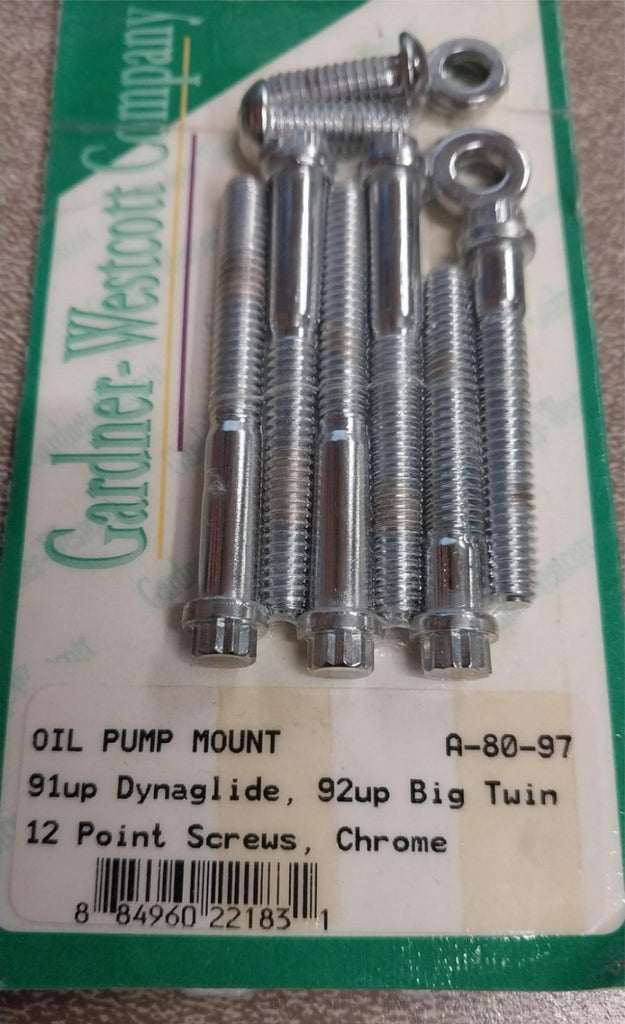 Gardner-Westcott Company
OIL PUMP MOUNT A-80-97
91up Dynaglide, 92up Big Twin
12 Point Screws, Chrome
8 84960 22183 1